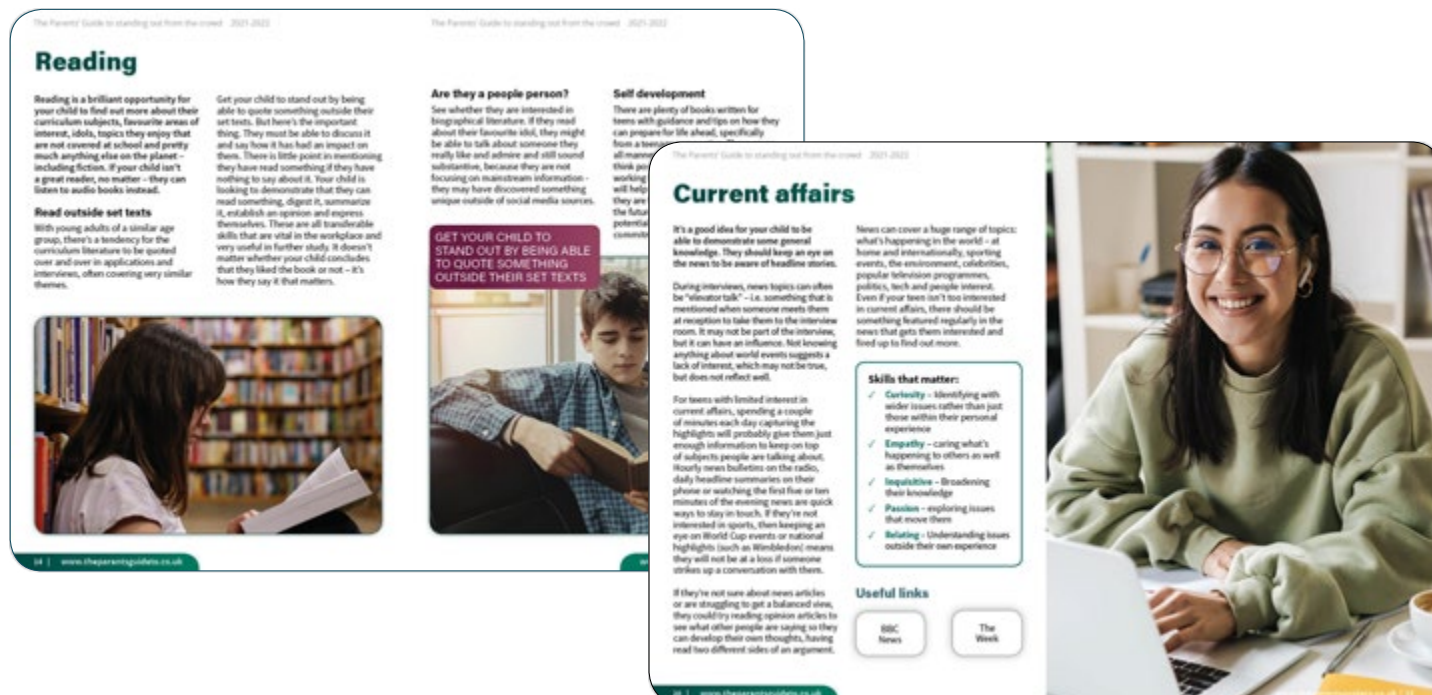 The Parents' Guide to standing out from the crowd 2021-2022
Reading
Reading is a brilliant opportunity for
your child to find out more about their
curriculum subjects, favourite areas of
interest, idols, topics they enjoy that
are not covered at school and pretty
much anything else on the planet –
including fiction. If your child isn't
a great reader, no matter – they can
listen to audio books instead.
Read outside set texts
With young adults of a similar age
group, there's a tendency for the
curriculum literature to be quoted
over and over in applications and
interviews, often covering very similar
themes.
Get your child to stand out by being
able to quote something outside their
set texts. But here's the important
thing. They must be able to discuss it
and say how it has had an impact on
them. There is little point in mentioning
they have read something if they have
nothing to say about it. Your child is
looking to demonstrate that they can
read something, digest it, summarize
it, establish an opinion and express
themselves. These are all transferable
skills that are vital in the workplace and
very useful in further study. It doesn't
matter whether your child concludes
that they liked the book or not – it's
how they say it that matters.
www.theparentsguideto.co.uk
The Parents' Guide to standing out from the crowd 2021-2022
Are they a people person?
See whether they are interested in
biographical literature. If they read
about their favourite idol, they might
be able to talk about someone they
really like and admire and still sound
substantive, because they are not
focusing on mainstream information -
they may have discovered something
unique outside of social media sources.
GET YOUR CHILD TO
STAND OUT BY BEING ABLE
TO QUOTE SOMETHING
OUTSIDE THEIR SET TEXTS
Self development
There are plenty of books written for
teens with guidance and tips on how they
can prepare for life ahead, specifically
from a
all manne
think po
working
will help
they are
the futur
potential
commit
The Parents' Guide to standing out from the crowd 2021-2022
Current affairs
It's a good idea for your child to be
able to demonstrate some general
knowledge. They should keep an eye on
the news to be aware of headline stories.
During interviews, news topics can often
be "elevator talk" – i.e. something that is
mentioned when someone meets them
at reception to take them to the interview
room. It may not be part of the interview,
but it can have an influence. Not knowing
anything about world events suggests a
lack of interest, which may not be true,
but does not reflect well.
For teens with limited interest in
current affairs, spending a couple
of minutes each day capturing the
highlights will probably give them just
enough information to keep on top
of subjects people are talking about.
Hourly news bulletins on the radio,
daily headline summaries on their
phone or watching the first five or ten
minutes of the evening news are quick
ways to stay in touch. If they're not
interested in sports, then keeping an
eye on World Cup events or national
highlights (such as Wimbledon) means
they will not be at a loss if someone
strikes up a conversation with them.
If they're not sure about news articles
or are struggling to get a balanced view,
they could try reading opinion articles to
see what other people are saying so they
can develop their own thoughts, having
read two different sides of an argument.
News can cover a huge range of topics:
what's happening in the world – at
home and internationally, sporting
events, the environment, celebrities,
popular television programmes,
politics, tech and people interest.
Even if your teen isn't too interested
in current affairs, there should be
something featured regularly in the
news that gets them interested and
fired up to find out more.
Skills that matter:
✓ Curiosity – Identifying with
wider issues rather than just
those within their personal
experience
✓ Empathy – caring what's
happening to others as well
as themselves
✓ Inquisitive – Broadening
their knowledge
✓ Passion – exploring issues
that move them
✓ Relating – Understanding issues
outside their own experience
Useful links
BBC
News
The
Week
www.theparentsguideto.co.uk